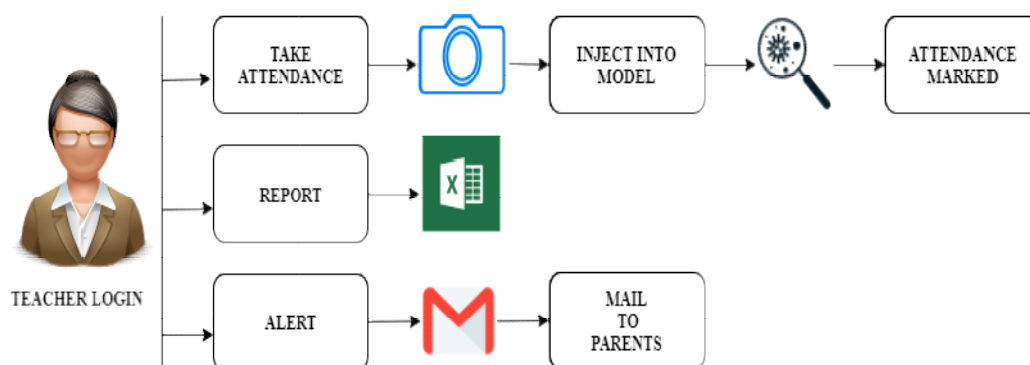 TAKE
ATTENDANCE
INJECT INTO
MODEL
ATTENDANCE
MARKED
REPORT
X
TEACHER LOGIN
ALERT
MAIL
TO
PARENTS